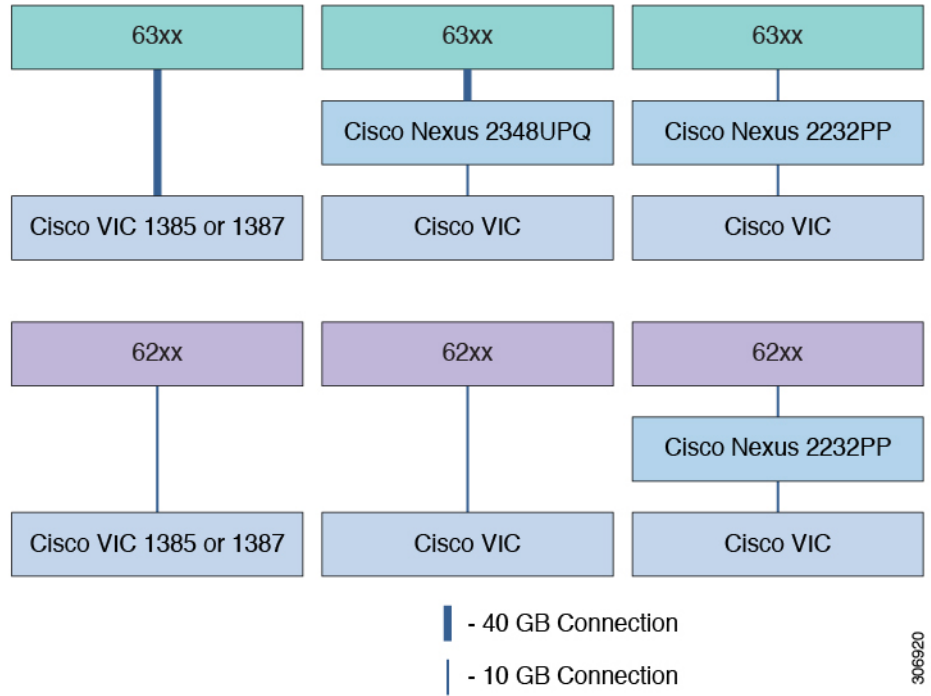 63xx
63xx
63xx
Cisco Nexus 2348UPQ
Cisco Nexus 2232PP
Cisco VIC 1385 or 1387
Cisco VIC
Cisco VIC
62xx
62xx
62xx
Cisco Nexus 2232PP
Cisco VIC 1385 or 1387
Cisco VIC
Cisco VIC
- 40 GB Connection
- 10 GB Connection
306920